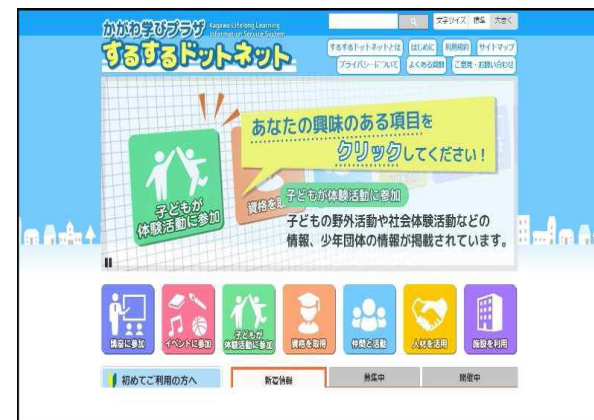 かがわ学びプラザ Kagawa Lifelong Learning
Information Service System
するするドットネット
文字サイズ 標準 大きく
するするドットネットとは はじめに 利用規約 サイトマップ
プライバシーについて よくある質問 ご意見・お問い合わせ
あなたの興味のある項目を
クリックしてください！
子どもが
体験活動に参加
資格を
子どもが体験活動に参加
子どもの野外活動や社会体験活動などの
情報、少年団体の情報が掲載されています。
講座に参加
イベントに参加
子どもが
体験活動に参加
資格を取得
仲間と活動
人材を活用
施設を利用
初めてご利用の方へ
新着情報
募集中
開催中